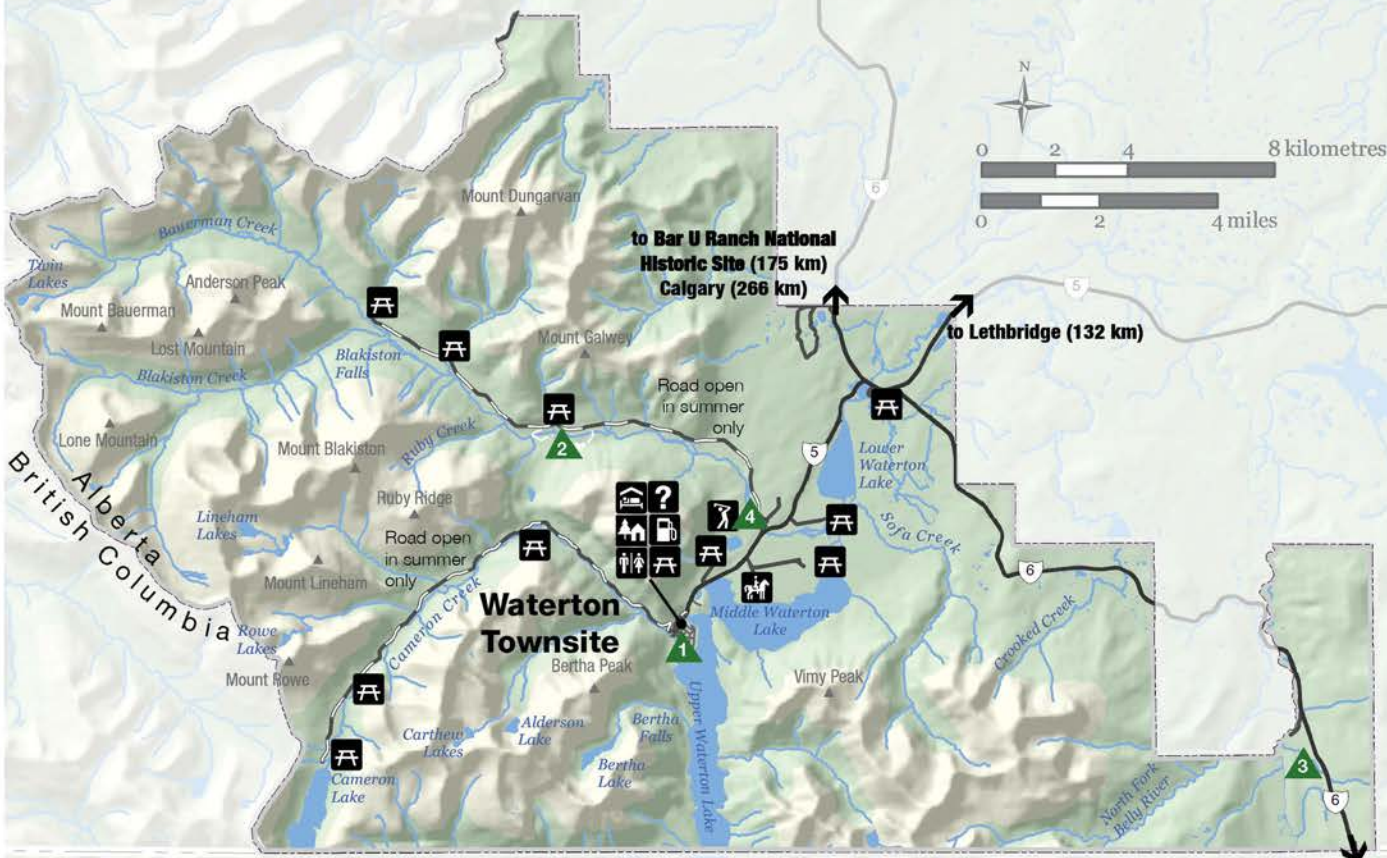 N
0 2 4 8 kilometres
0 2 4 miles
6
5
Mount Dungarvan
to Bar U Ranch National
Historic Site (175 km)
Calgary (266 km)
to Lethbridge (132 km)
Bauerman Creek
Twin
Lakes
Anderson Peak
Mount Bauerman
Lost Mountain
Mount Galwey
Blakiston
Falls
Blakiston Creek
Road open
in summer
only
Lone Mountain
Mount Blakiston
Ruby Creek
2
5
Lower
Waterton
Lake
Alberta
British Columbia
Ruby Ridge
?
4
Lineham
Lakes
Road open
in summer
only
Sofa Creek
Mount Lineham
6
Cameron Creek
Waterton
Townsite
Middle Waterton
Lake
Crooked Creek
Rowe
Lakes
1
Mount Rowe
Bertha Peak
Vimy Peak
Upper Waterton Lake
Carthew
Lakes
Alderson
Lake
Bertha
Falls
Bertha
Lake
Cameron
Lake
3
North Fork
Belly River
6